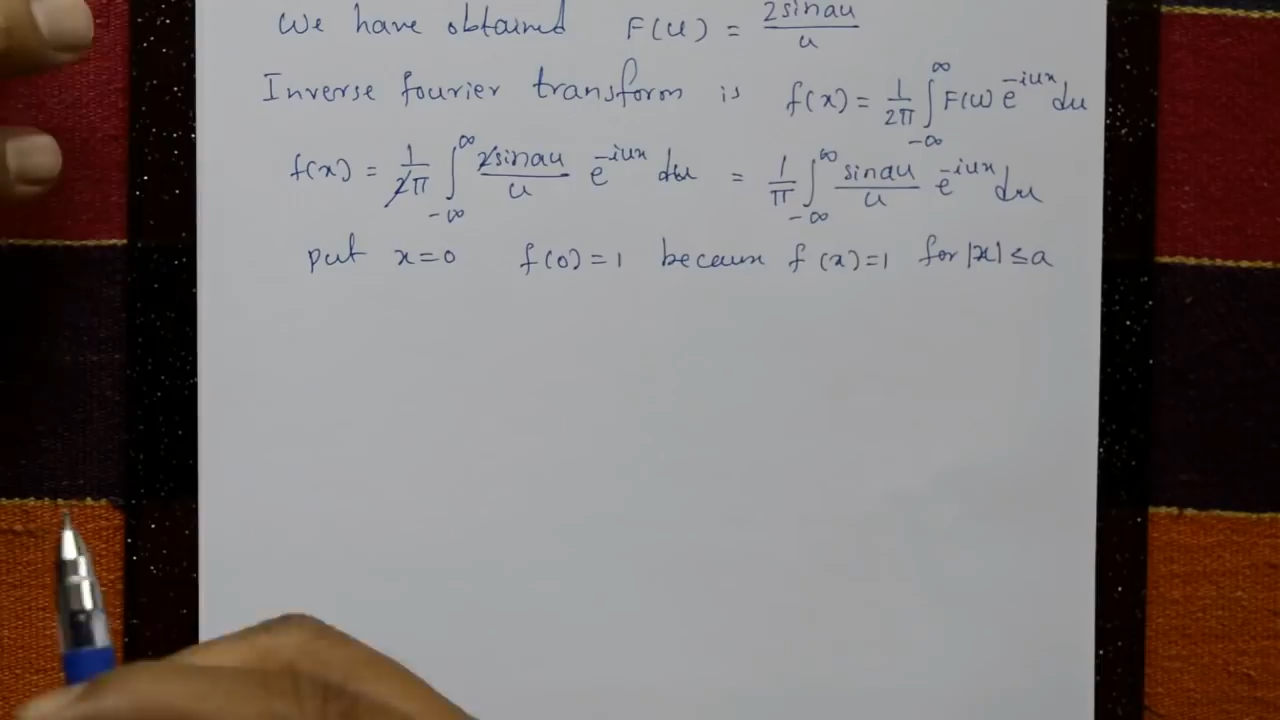 We have obtained F(u) = 2sinau/u
Inverse fourier transform is f(x) = 1/2π ∫_{-∞}^{∞} F(u) e^{-iux} du
f(x) = 1/2π ∫_{-∞}^{∞} 2sinau/u e^{-iux} du = 1/π ∫_{-∞}^{∞} sinau/u e^{-iux} du
put x=0 f(0)=1 because f(x)=1 for |x| ≤ a